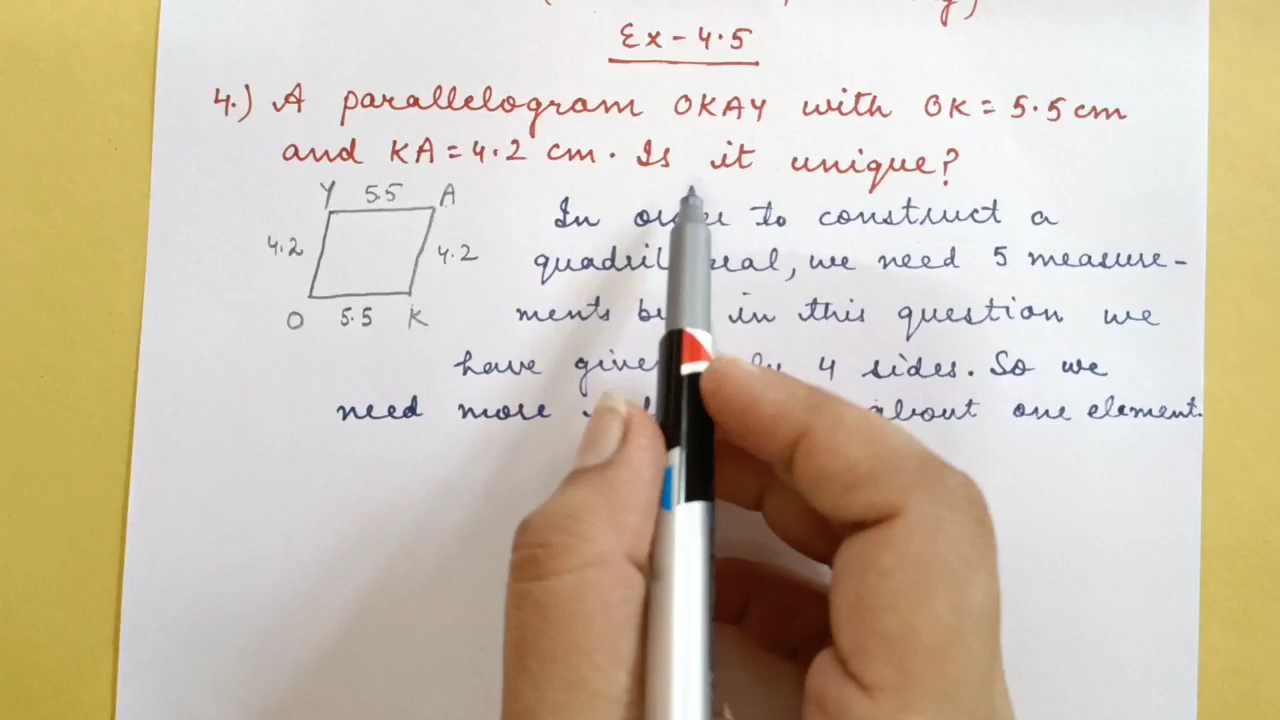 y)
Ex-4.5
4.) A parallelogram OKAY with OK = 5.5 cm
and KA = 4.2 cm. Is it unique?
Y 5.5 A
4.2 4.2
O 5.5 K
In to construct a
we need 5 measure-
ments in this question we
have 4 sides. So we
need more about one element.